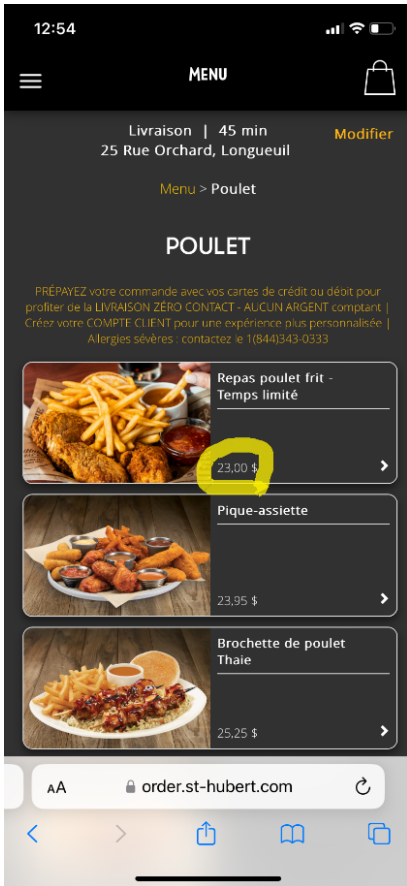 12:54
MENU
Livraison | 45 min
Modifier
25 Rue Orchard, Longueuil
Menu > Poulet
POULET
PRÉPAYEZ votre commande avec vos cartes de crédit ou débit pour
profiter de la LIVRAISON ZÉRO CONTACT - AUCUN ARGENT comptant |
Créez votre COMPTE CLIENT pour une expérience plus personnalisée |
Allergies sévères : contactez le 1(844)343-0333
Repas poulet frit -
Temps limité
23,00 $
Pique-assiette
23,95 $
Brochette de poulet
Thaie
25,25 $
AA
order.st-hubert.com